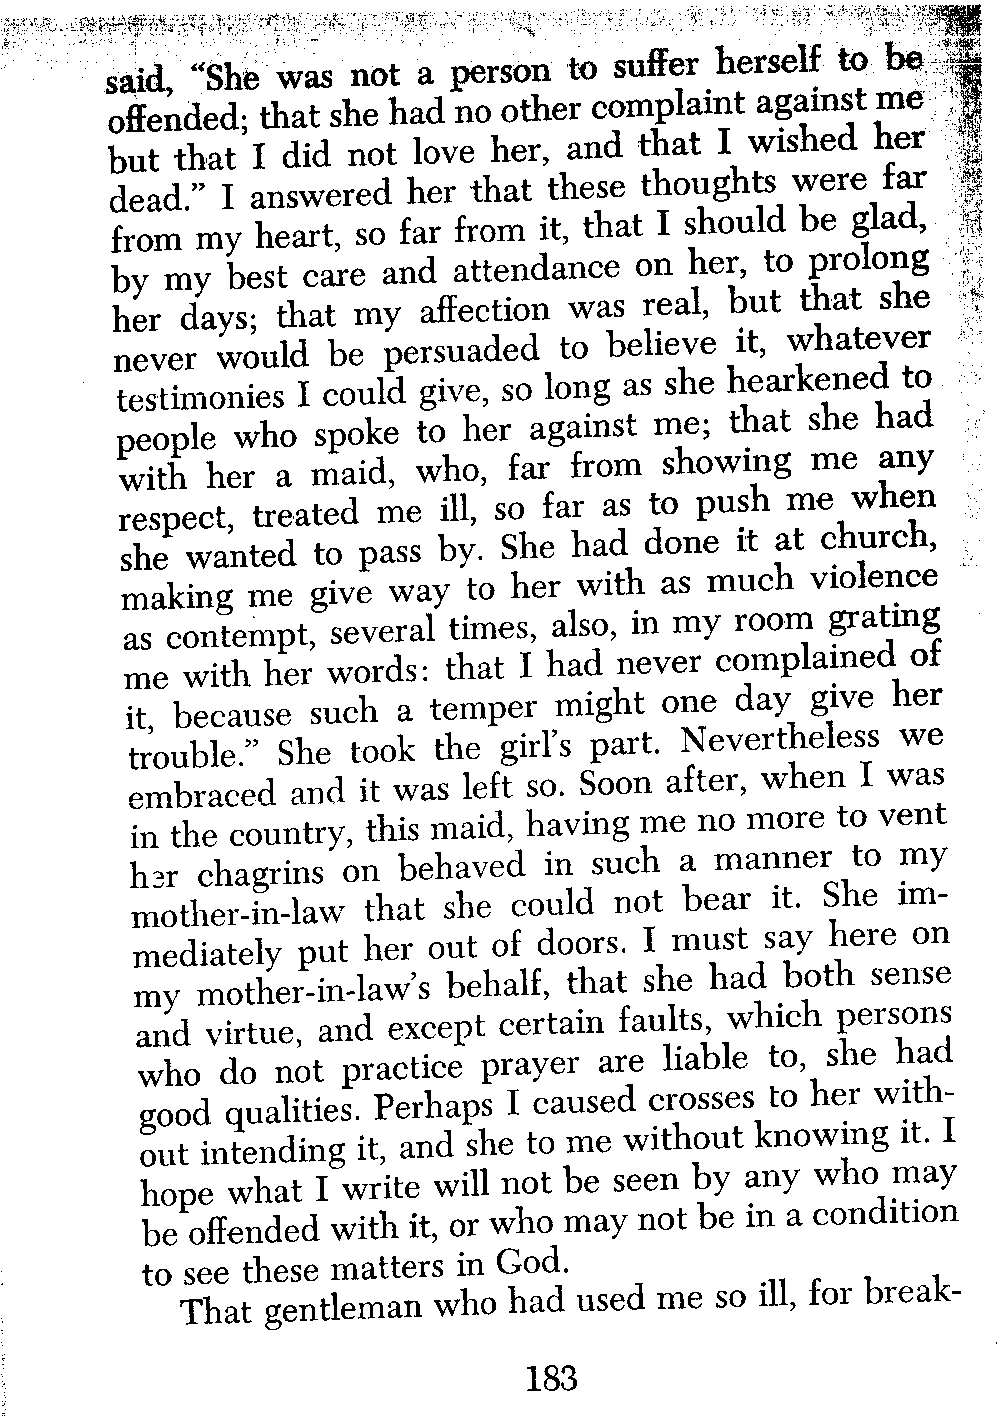 said, “She was not a person to suffer herself to be
offended; that she had no other complaint against me
but that I did not love her, and that I wished her
dead.” I answered her that these thoughts were far
from my heart, so far from it, that I should be glad,
by my best care and attendance on her, to prolong
her days; that my affection was real, but that she
never would be persuaded to believe it, whatever
testimonies I could give, so long as she hearkened to
people who spoke to her against me; that she had
with her a maid, who, far from showing me any
respect, treated me ill, so far as to push me when
she wanted to pass by. She had done it at church,
making me give way to her with as much violence
as contempt, several times, also, in my room grating
me with her words: that I had never complained of
it, because such a temper might one day give her
trouble.” She took the girl’s part. Nevertheless we
embraced and it was left so. Soon after, when I was
in the country, this maid, having me no more to vent
her chagrins on behaved in such a manner to my
mother-in-law that she could not bear it. She im-
mediately put her out of doors. I must say here on
my mother-in-law’s behalf, that she had both sense
and virtue, and except certain faults, which persons
who do not practice prayer are liable to, she had
good qualities. Perhaps I caused crosses to her with-
out intending it, and she to me without knowing it. I
hope what I write will not be seen by any who may
be offended with it, or who may not be in a condition
to see these matters in God.
That gentleman who had used me so ill, for break-
183